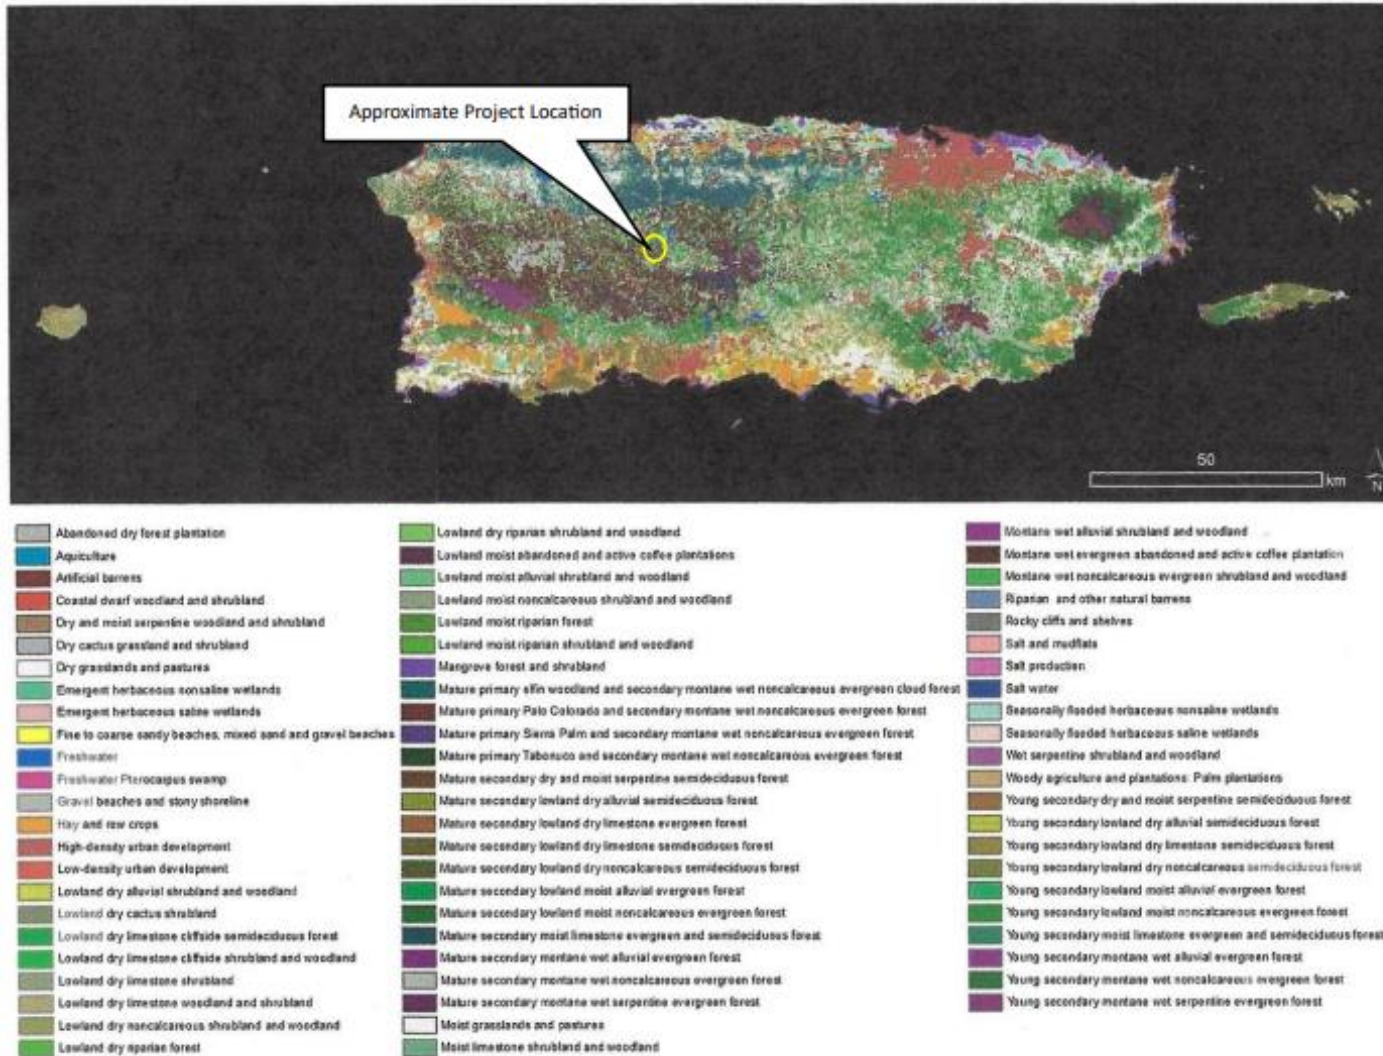 Approximate Project Location
50
km
N
Abandoned dry forest plantation
Aquiculture
Artificial barrens
Coastal dwarf woodland and shrubland
Dry and moist serpentine woodland and shrubland
Dry cactus grassland and shrubland
Dry grasslands and pastures
Emergent herbaceous nonsaline wetlands
Emergent herbaceous saline wetlands
Fine to coarse sandy beaches, mixed sand and gravel beaches
Freshwater
Freshwater Pterocarpus swamp
Gravel beaches and stony shoreline
Hay and row crops
High-density urban development
Low-density urban development
Lowland dry alluvial shrubland and woodland
Lowland dry cactus shrubland
Lowland dry limestone cliffside semideciduous forest
Lowland dry limestone cliffside shrubland and woodland
Lowland dry limestone shrubland
Lowland dry limestone woodland and shrubland
Lowland dry noncalcareous shrubland and woodland
Lowland dry riparian forest
Lowland dry riparian shrubland and woodland
Lowland moist abandoned and active coffee plantations
Lowland moist alluvial shrubland and woodland
Lowland moist noncalcareous shrubland and woodland
Lowland moist riparian forest
Lowland moist riparian shrubland and woodland
Mangrove forest and shrubland
Mature primary elfin woodland and secondary montane wet noncalcareous evergreen cloud forest
Mature primary Palo Colorado and secondary montane wet noncalcareous evergreen forest
Mature primary Sierra Palm and secondary montane wet noncalcareous evergreen forest
Mature primary Tabonuco and secondary montane wet noncalcareous evergreen forest
Mature secondary dry and moist serpentine semideciduous forest
Mature secondary lowland dry alluvial semideciduous forest
Mature secondary lowland dry limestone evergreen forest
Mature secondary lowland dry limestone semideciduous forest
Mature secondary lowland dry noncalcareous semideciduous forest
Mature secondary lowland moist alluvial evergreen forest
Mature secondary lowland moist noncalcareous evergreen forest
Mature secondary moist limestone evergreen and semideciduous forest
Mature secondary montane wet alluvial evergreen forest
Mature secondary montane wet noncalcareous evergreen forest
Mature secondary montane wet serpentine evergreen forest
Moist grasslands and pastures
Moist limestone shrubland and woodland
Montane wet alluvial shrubland and woodland
Montane wet evergreen abandoned and active coffee plantation
Montane wet noncalcareous evergreen shrubland and woodland
Riparian and other natural barrens
Rocky cliffs and shelves
Salt and mudflats
Salt production
Salt water
Seasonally flooded herbaceous nonsaline wetlands
Seasonally flooded herbaceous saline wetlands
Wet serpentine shrubland and woodland
Woody agriculture and plantations: Palm plantations
Young secondary dry and moist serpentine semideciduous forest
Young secondary lowland dry alluvial semideciduous forest
Young secondary lowland dry limestone semideciduous forest
Young secondary lowland dry noncalcareous semideciduous forest
Young secondary lowland moist alluvial evergreen forest
Young secondary lowland moist noncalcareous evergreen forest
Young secondary moist limestone evergreen and semideciduous forest
Young secondary montane wet alluvial evergreen forest
Young secondary montane wet noncalcareous evergreen forest
Young secondary montane wet serpentine evergreen forest